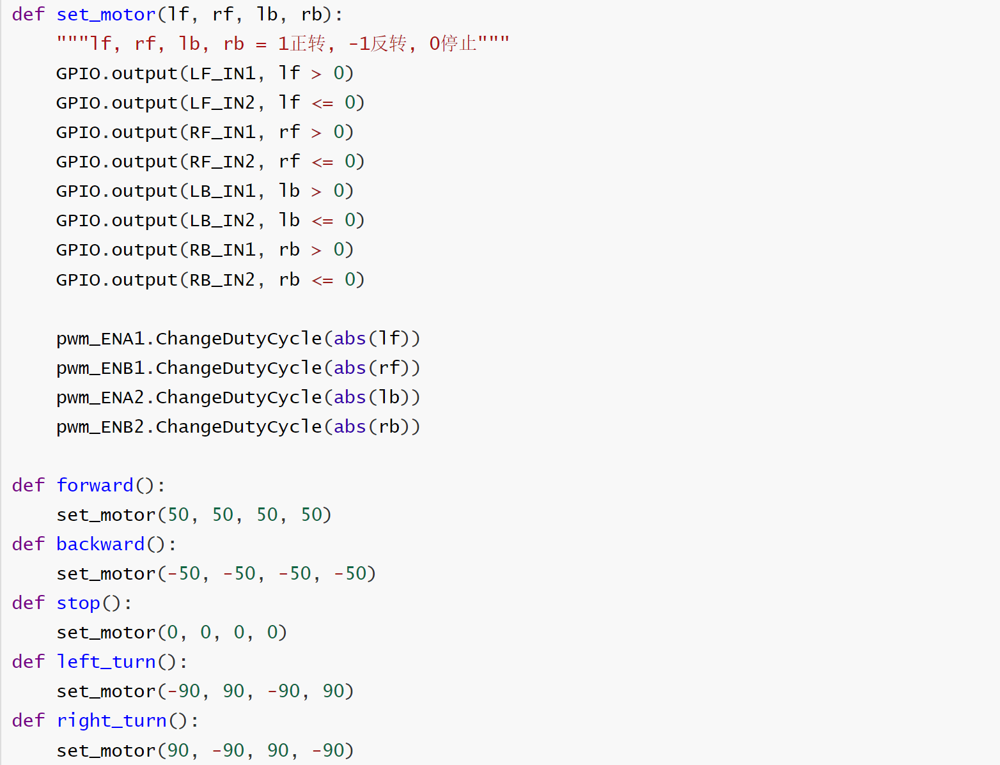 def set_motor(lf, rf, lb, rb):
    """lf, rf, lb, rb = 1正转, -1反转, 0停止"""
    GPIO.output(LF_IN1, lf > 0)
    GPIO.output(LF_IN2, lf <= 0)
    GPIO.output(RF_IN1, rf > 0)
    GPIO.output(RF_IN2, rf <= 0)
    GPIO.output(LB_IN1, lb > 0)
    GPIO.output(LB_IN2, lb <= 0)
    GPIO.output(RB_IN1, rb > 0)
    GPIO.output(RB_IN2, rb <= 0)

    pwm_ENA1.ChangeDutyCycle(abs(lf))
    pwm_ENB1.ChangeDutyCycle(abs(rf))
    pwm_ENA2.ChangeDutyCycle(abs(lb))
    pwm_ENB2.ChangeDutyCycle(abs(rb))

def forward():
    set_motor(50, 50, 50, 50)
def backward():
    set_motor(-50, -50, -50, -50)
def stop():
    set_motor(0, 0, 0, 0)
def left_turn():
    set_motor(-90, 90, -90, 90)
def right_turn():
    set_motor(90, -90, 90, -90)